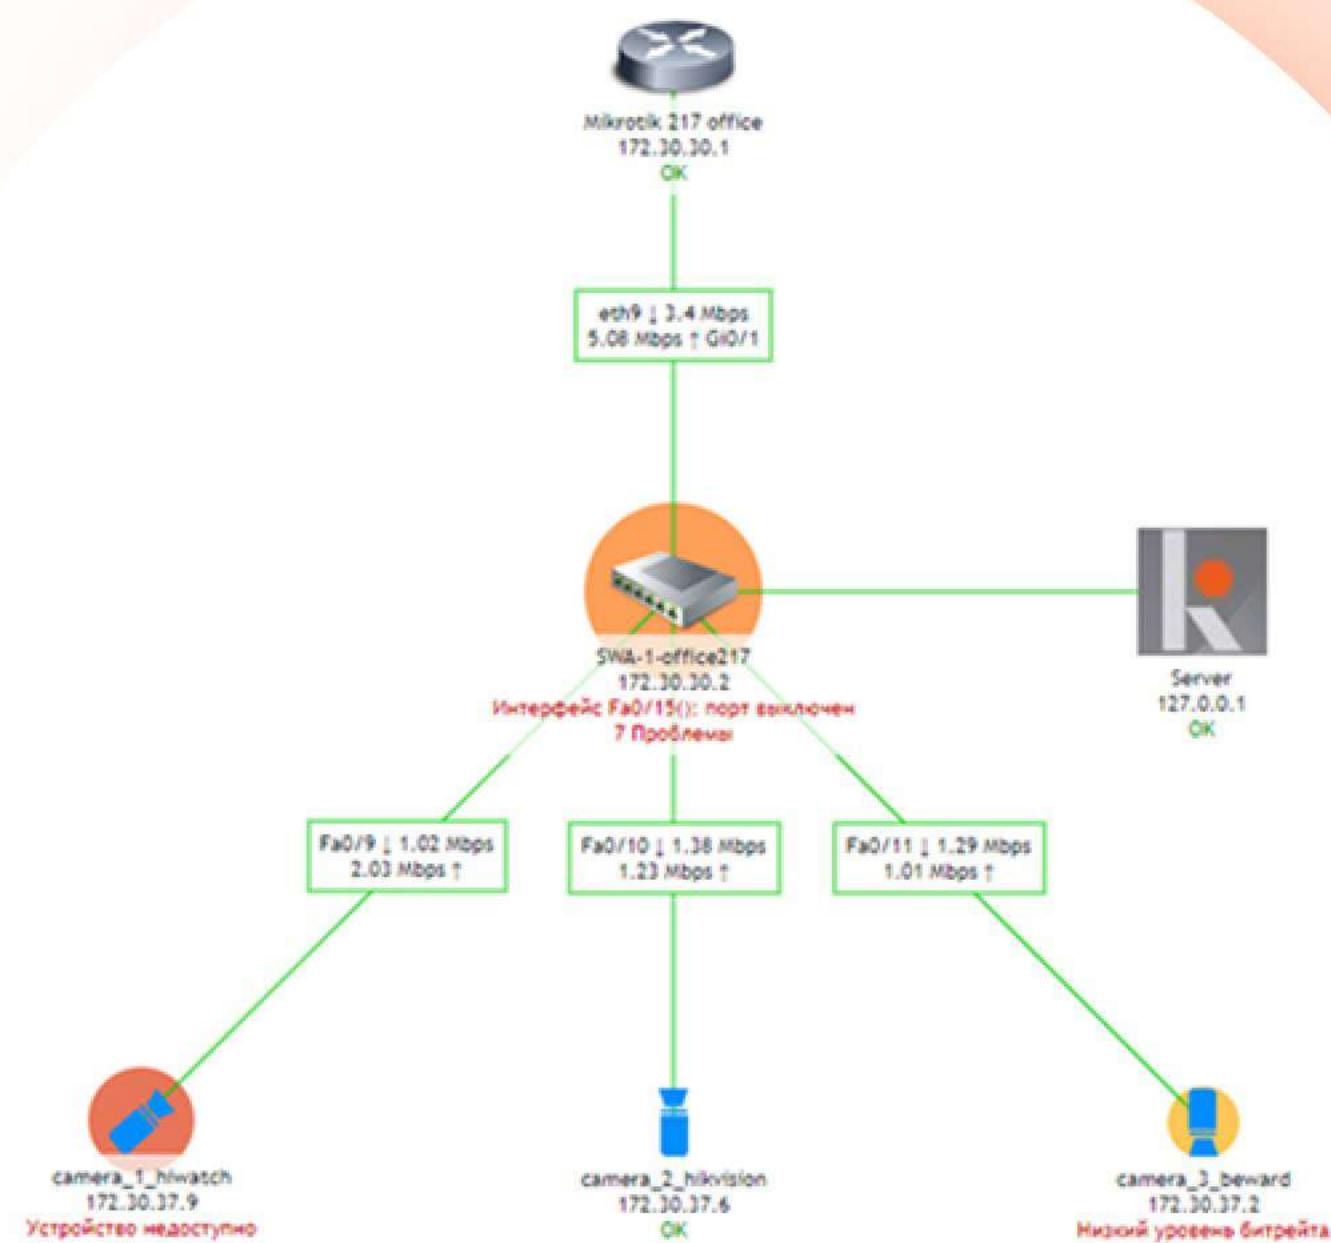 Mikrotik 217 office
172.30.30.1
OK
eth9 ↓ 3.4 Mbps
5.08 Mbps ↑ Gi0/1
SWA-1-office217
172.30.30.2
Интерфейс Fa0/15(): порт выключен
7 Проблемы
Server
127.0.0.1
OK
Fa0/9 ↓ 1.02 Mbps
2.03 Mbps ↑
Fa0/10 ↓ 1.38 Mbps
1.23 Mbps ↑
Fa0/11 ↓ 1.29 Mbps
1.01 Mbps ↑
camera_1_hiwatch
172.30.37.9
Устройство недоступно
camera_2_hikvision
172.30.37.6
OK
camera_3_beward
172.30.37.2
Низкий уровень битрейта